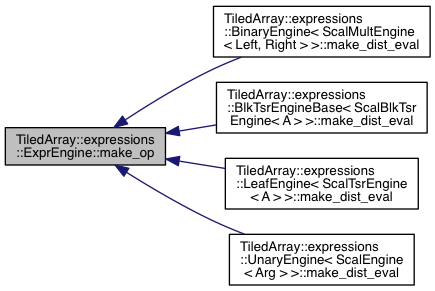 TiledArray::expressions
::BinaryEngine< ScalMultEngine
< Left, Right > >::make_dist_eval
TiledArray::expressions
::BlkTsrEngineBase< ScalBlkTsr
Engine< A > >::make_dist_eval
TiledArray::expressions
::ExprEngine::make_op
TiledArray::expressions
::LeafEngine< ScalTsrEngine
< A > >::make_dist_eval
TiledArray::expressions
::UnaryEngine< ScalEngine
< Arg > >::make_dist_eval